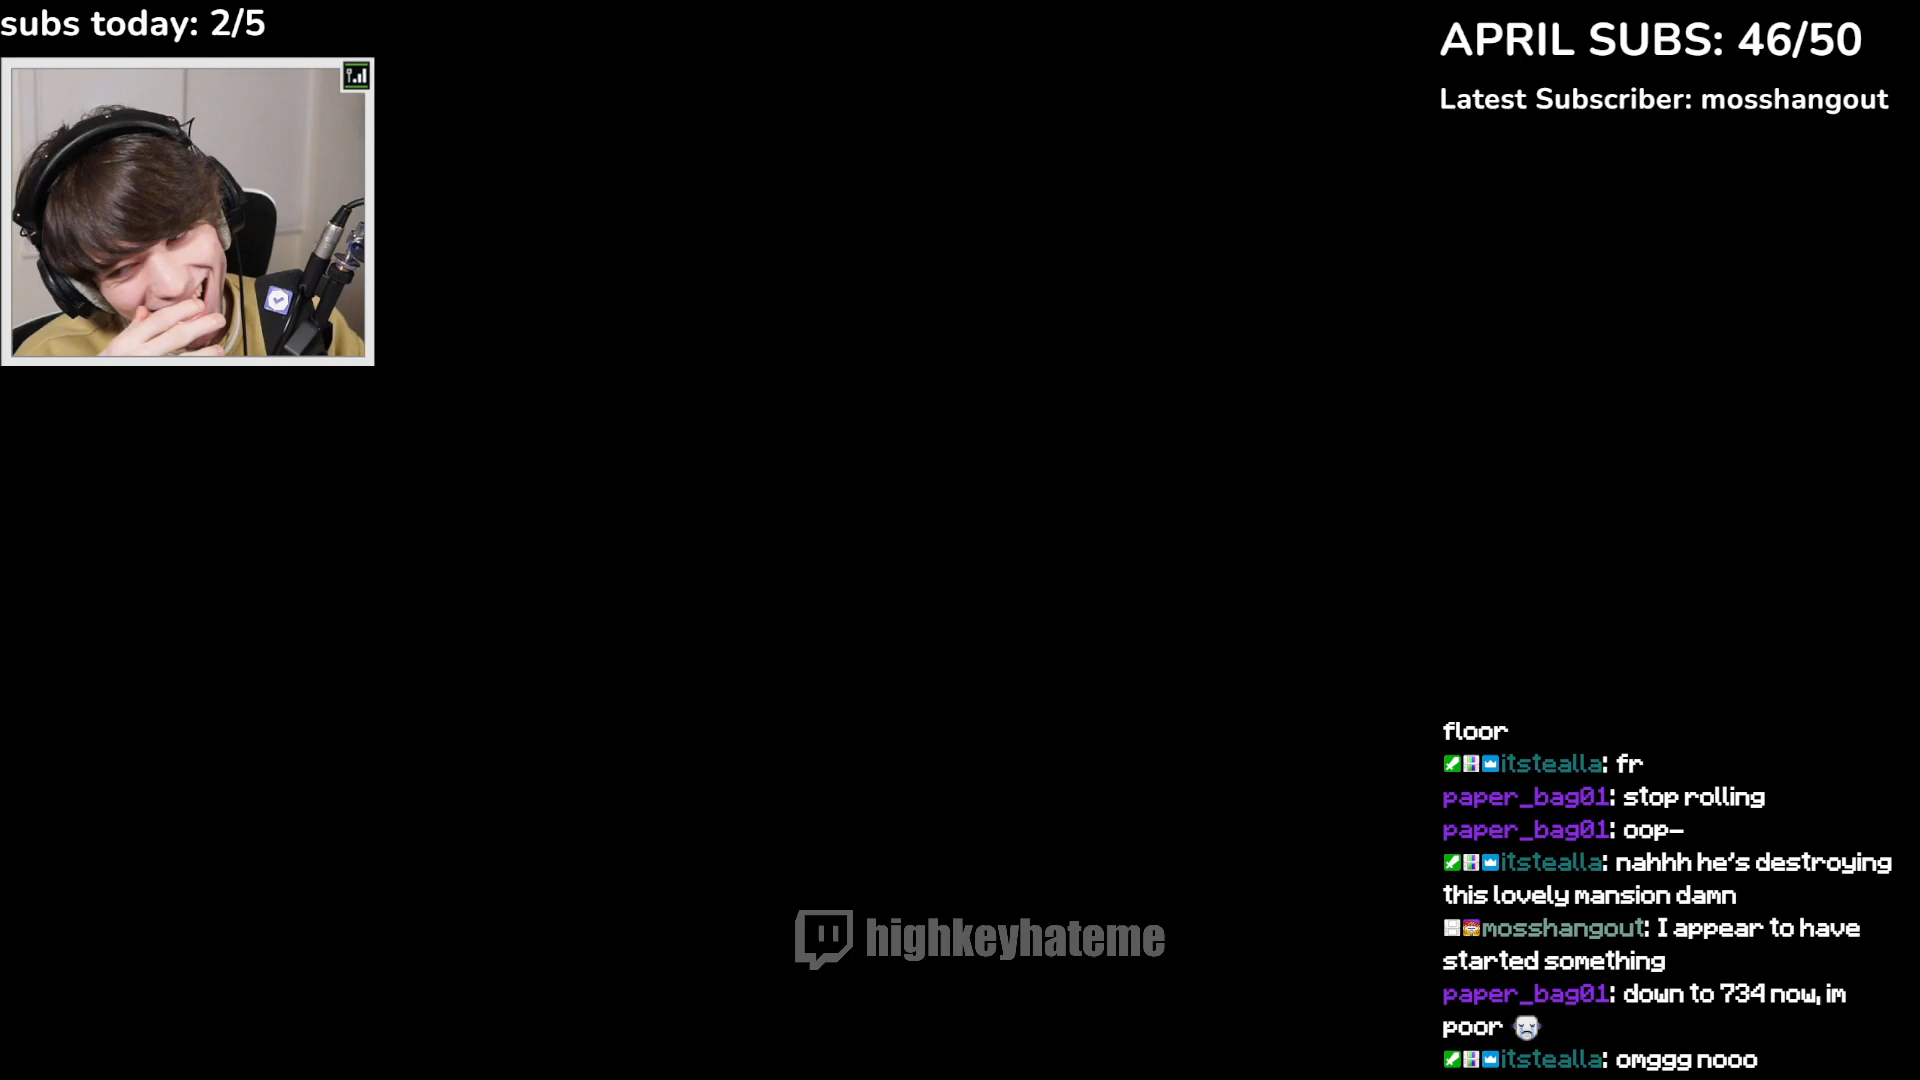 subs today: 2/5
APRIL SUBS: 46/50
Latest Subscriber: mosshangout
floor
itstealla: fr
paper_bag01: stop rolling
paper_bag01: oop-
itstealla: nahhh he's destroying
this lovely mansion damn
mosshangout: I appear to have
started something
paper_bag01: down to 734 now, im
poor
itstealla: omggg nooo
highkeyhateme